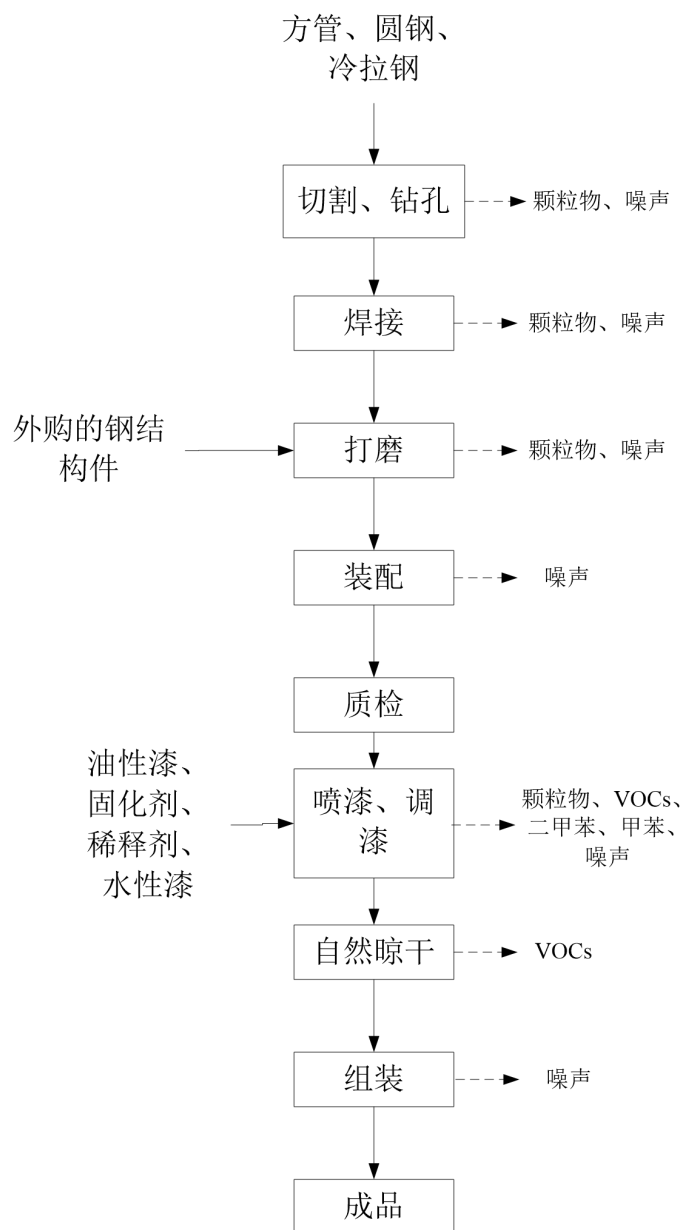 方管、圆钢、
冷拉钢
切割、钻孔
颗粒物、噪声
焊接
颗粒物、噪声
外购的钢结
构件
打磨
颗粒物、噪声
装配
噪声
质检
油性漆、
固化剂、
稀释剂、
水性漆
喷漆、调
漆
颗粒物、VOCs、
二甲苯、甲苯、
噪声
自然晾干
VOCs
组装
噪声
成品